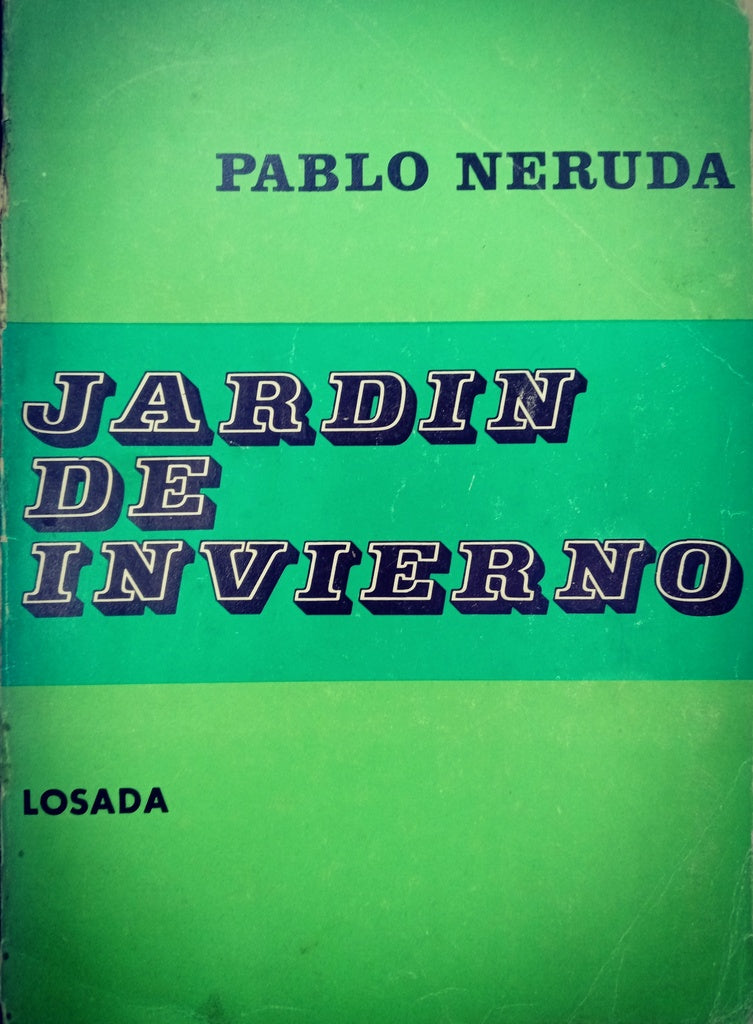 PABLO NERUDA
JARDIN
DE
INVIERNO
LOSADA